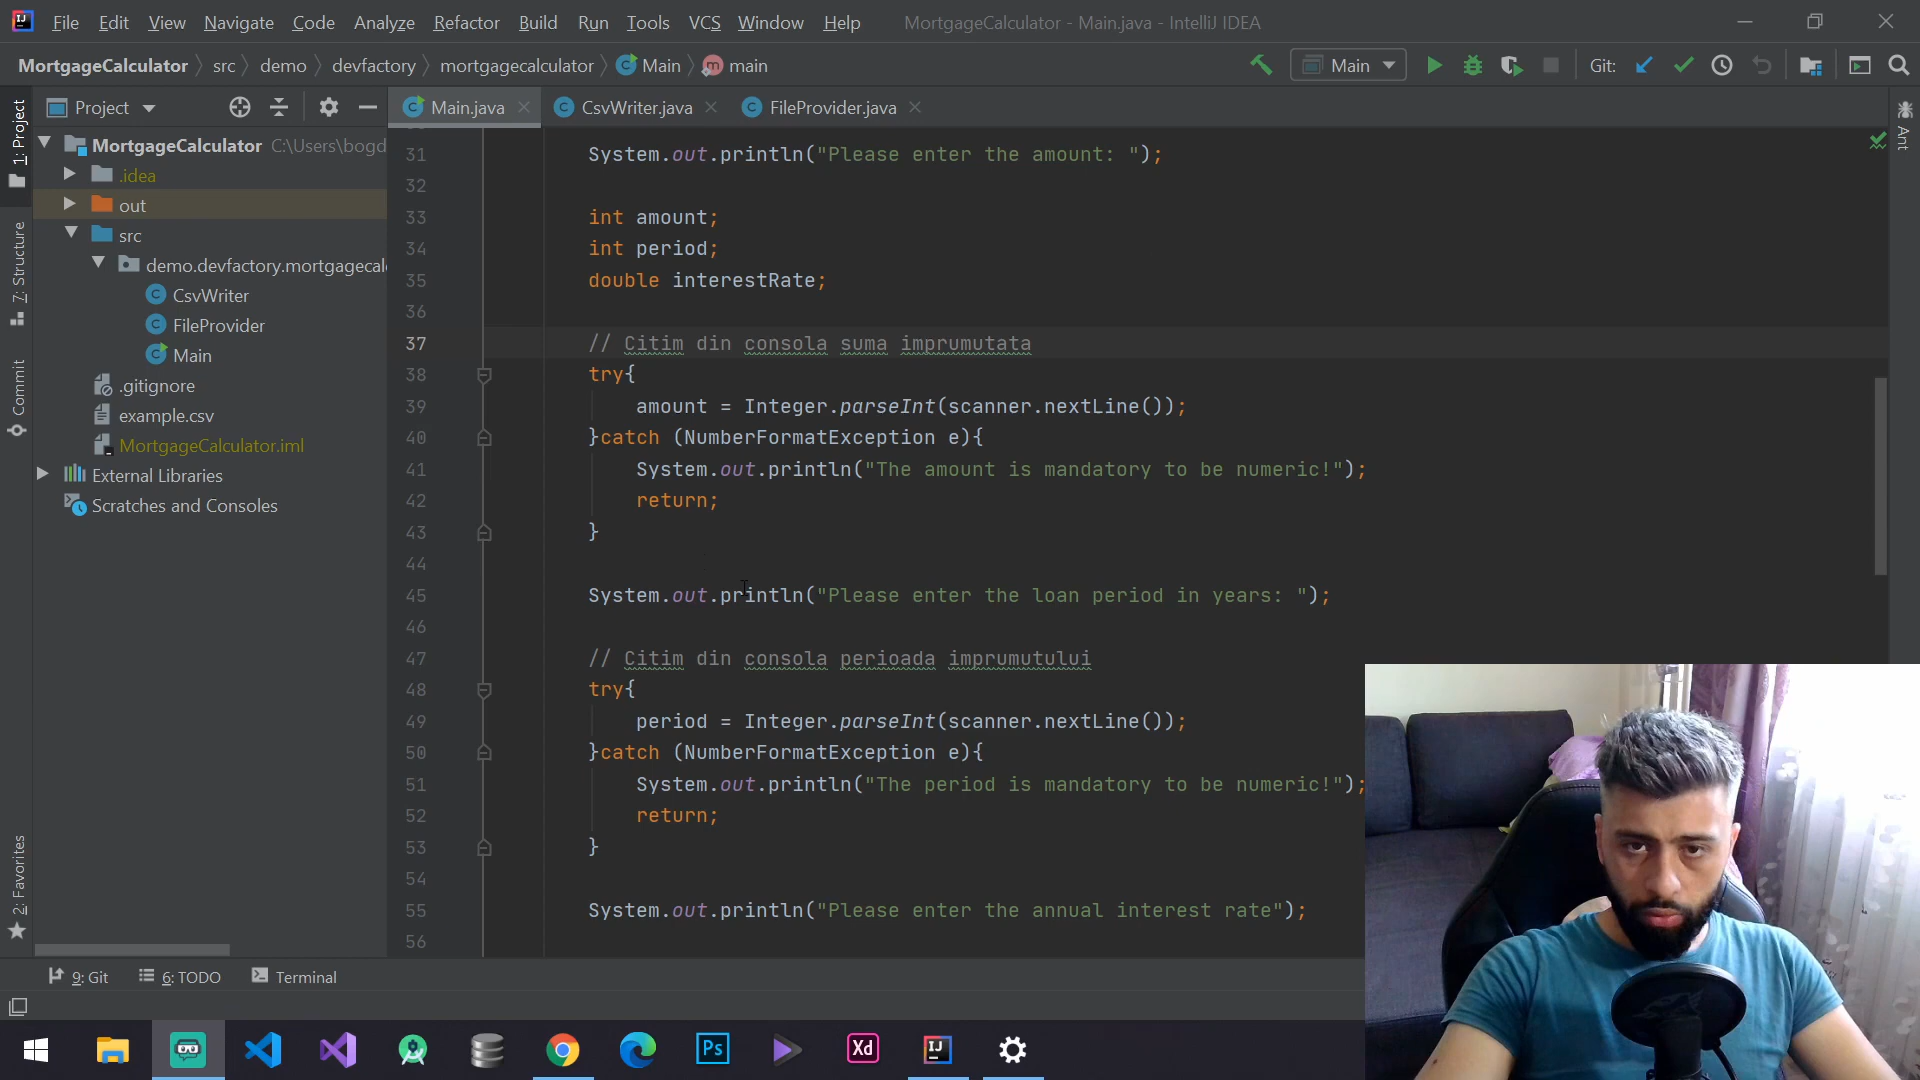 File Edit View Navigate Code Analyze Refactor Build Run Tools VCS Window Help MortgageCalculator - Main.java - IntelliJ IDEA
MortgageCalculator src demo devfactory mortgagecalculator Main main Main Git:
1: Project
7: Structure
Commit
2: Favorites
Ant
Project
MortgageCalculator C:\Users\bogd
.idea
out
src
demo.devfactory.mortgagecal
CsvWriter
FileProvider
Main
.gitignore
example.csv
MortgageCalculator.iml
External Libraries
Scratches and Consoles
Main.java CsvWriter.java FileProvider.java
31 System.out.println("Please enter the amount: ");
32
33 int amount;
34 int period;
35 double interestRate;
36
37 // Citim din consola suma imprumutata
38 try{
39 amount = Integer.parseInt(scanner.nextLine());
40 }catch (NumberFormatException e){
41 System.out.println("The amount is mandatory to be numeric!");
42 return;
43 }
44
45 System.out.println("Please enter the loan period in years: ");
46
47 // Citim din consola perioada imprumutului
48 try{
49 period = Integer.parseInt(scanner.nextLine());
50 }catch (NumberFormatException e){
51 System.out.println("The period is mandatory to be numeric!");
52 return;
53 }
54
55 System.out.println("Please enter the annual interest rate");
56
9: Git 6: TODO Terminal
Ps Xd IJ